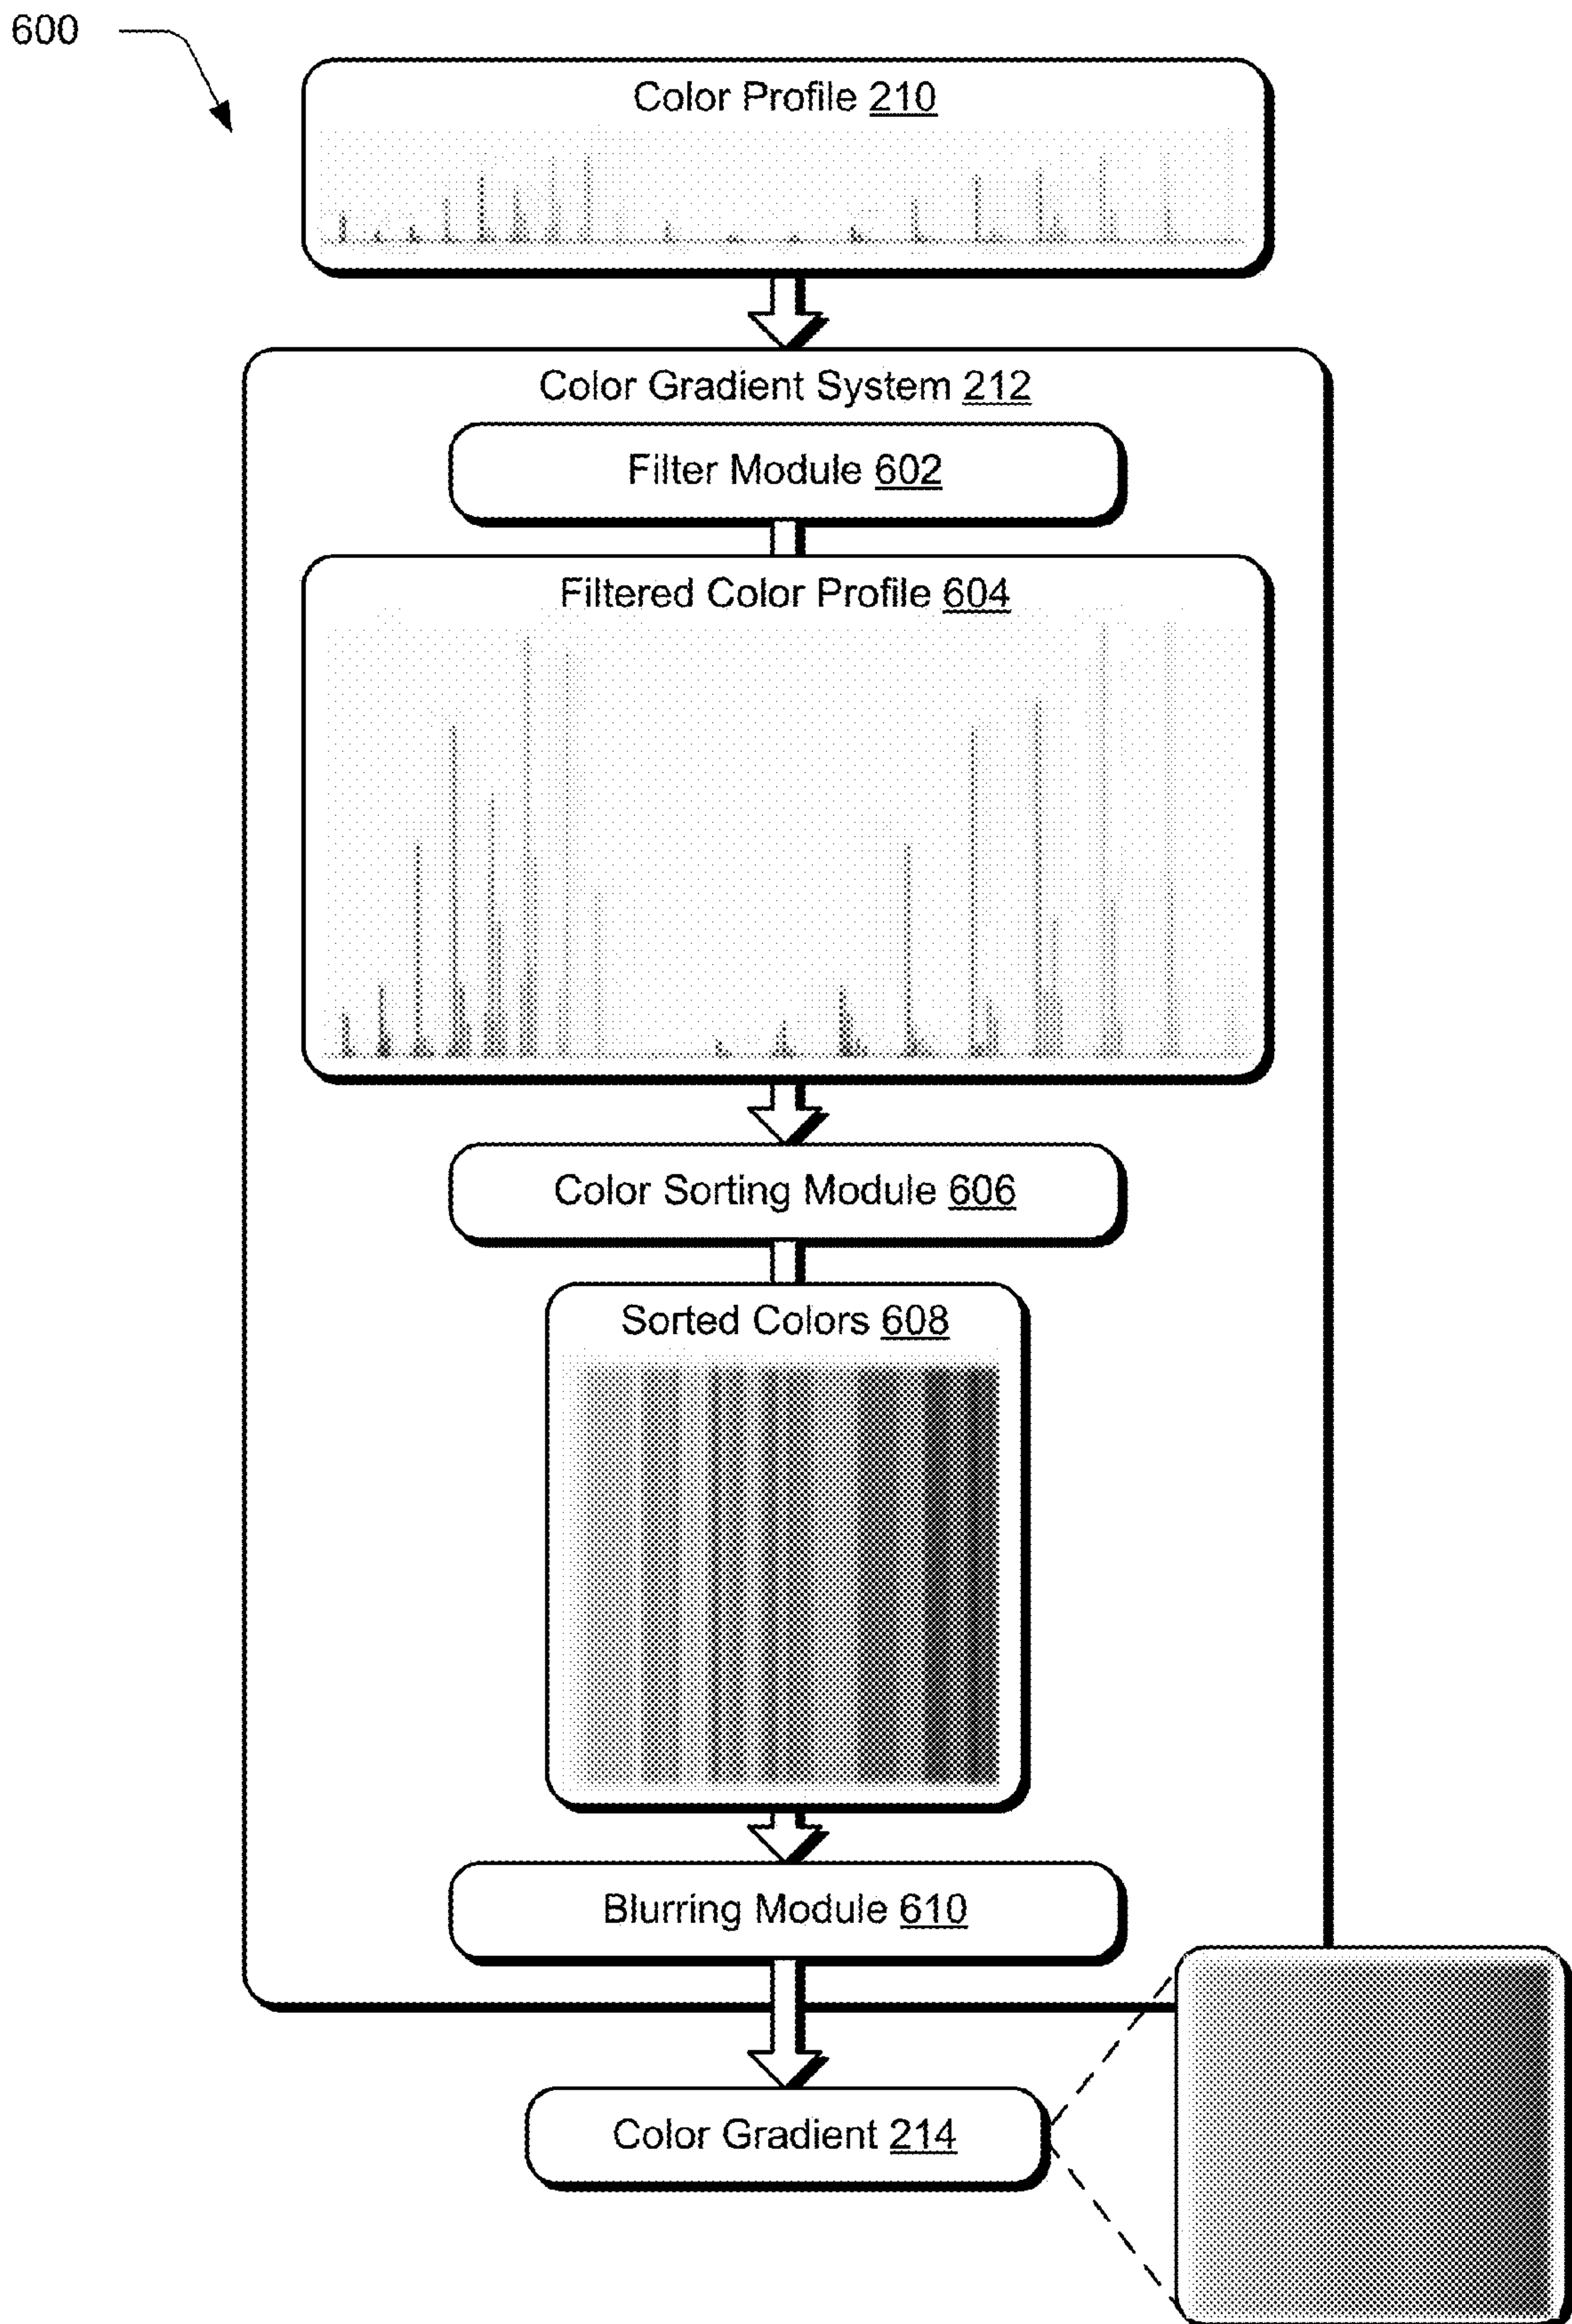 600
Color Profile 210
Color Gradient System 212
Filter Module 602
Filtered Color Profile 604
Color Sorting Module 606
Sorted Colors 608
Blurring Module 610
Color Gradient 214